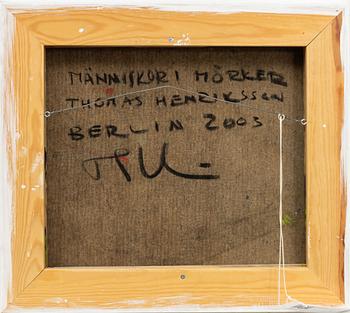 MÄNNISKOR I MÖRKER
THOMAS HENRIKSSON
BERLIN 2003